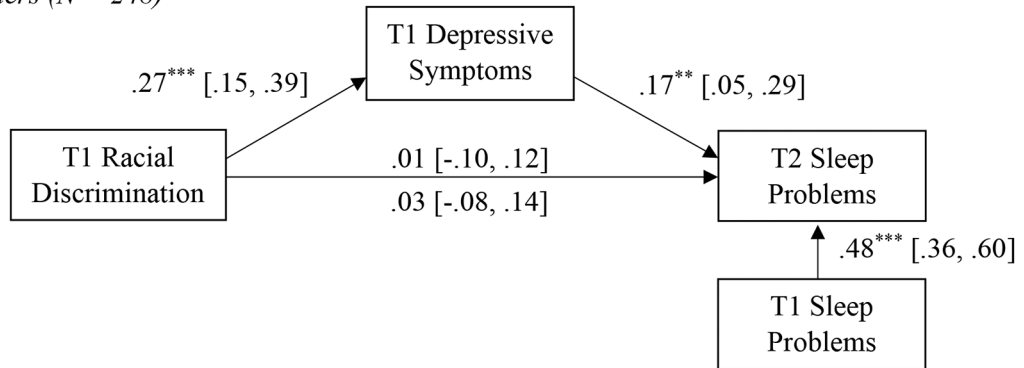 T1 Depressive
Symptoms
.27*** [.15, .39]
.17** [.05, .29]
T1 Racial
Discrimination
.01 [-.10, .12]
.03 [-.08, .14]
T2 Sleep
Problems
.48*** [.36, .60]
T1 Sleep
Problems